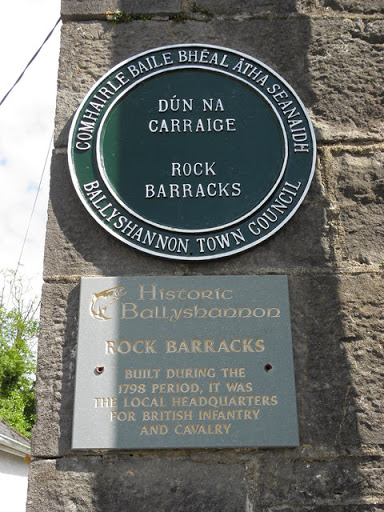 COMHAIRLE BAILE BHÉAL ÁTHA SEANAIDH
DÚN NA
CARRAIGE
ROCK
BARRACKS
BALLYSHANNON TOWN COUNCIL
Historic
Ballyshannon
ROCK BARRACKS
BUILT DURING THE
1798 PERIOD, IT WAS
THE LOCAL HEADQUARTERS
FOR BRITISH INFANTRY
AND CAVALRY